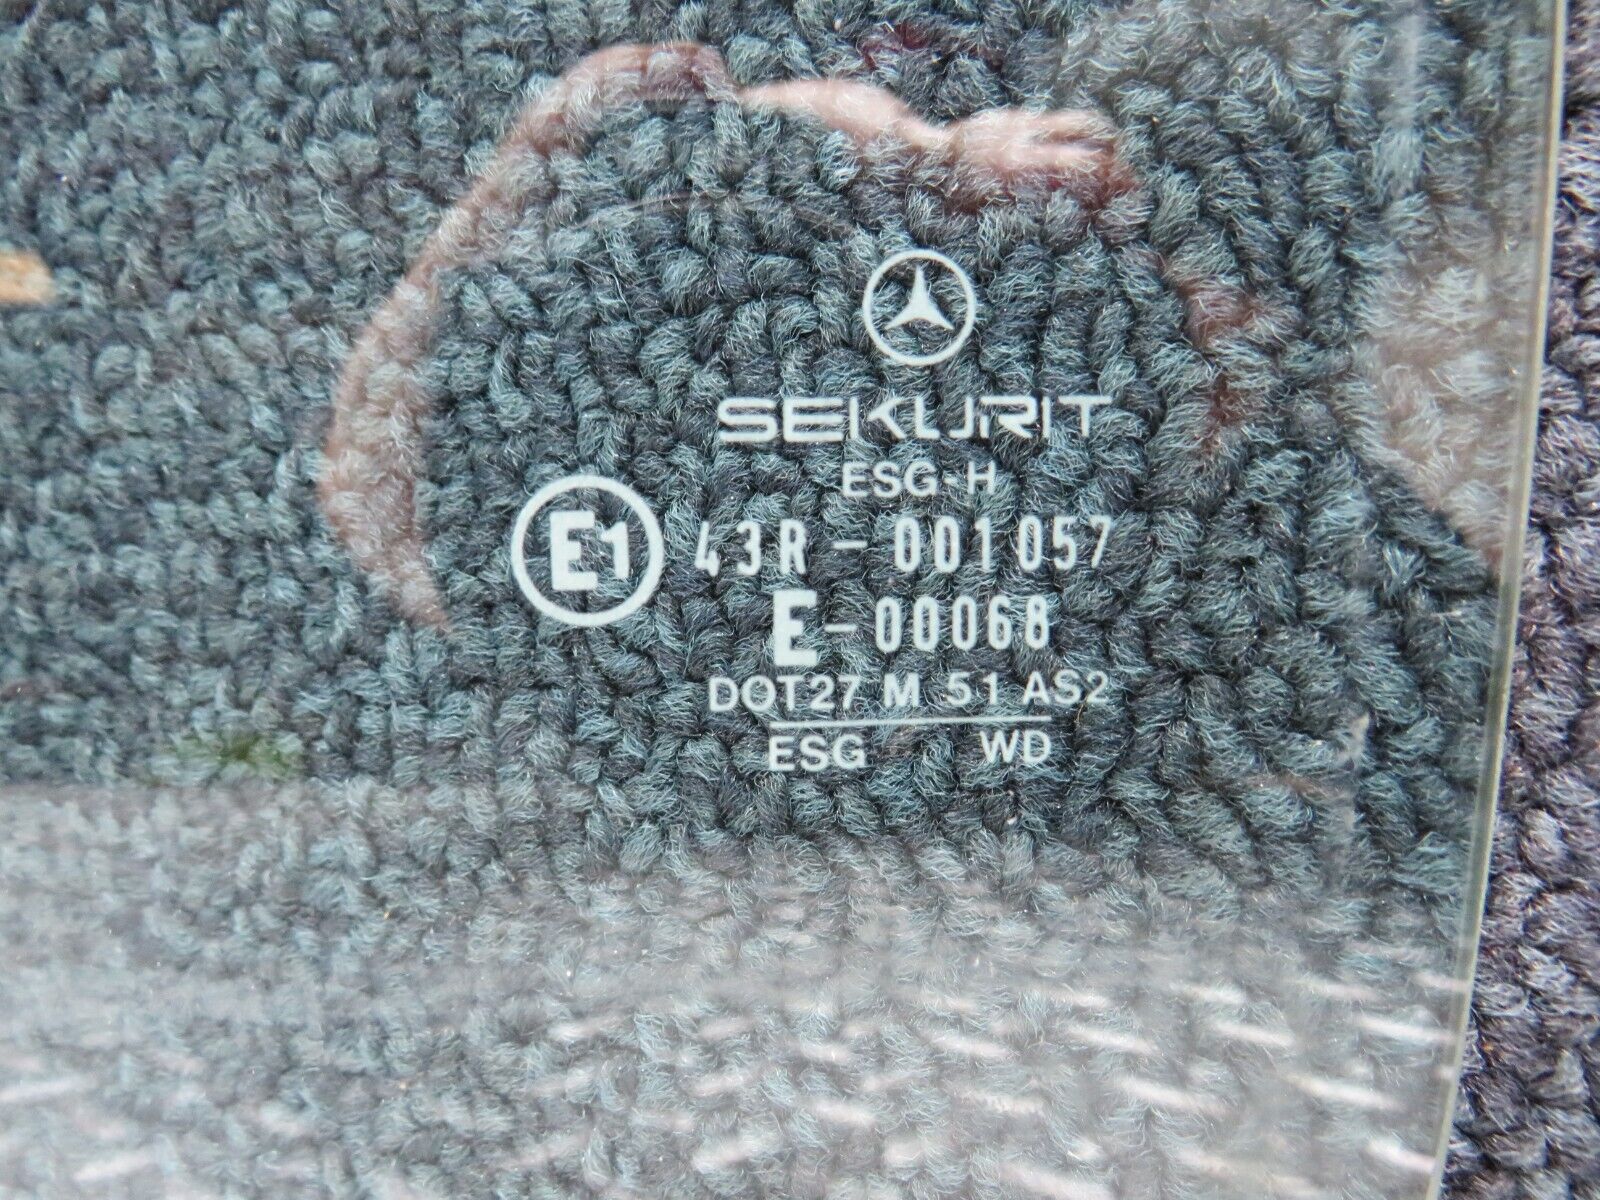 SEKURIT
ESG-H
E1 43R-001057
E-00068
DOT27 M 51 AS2
ESG WD